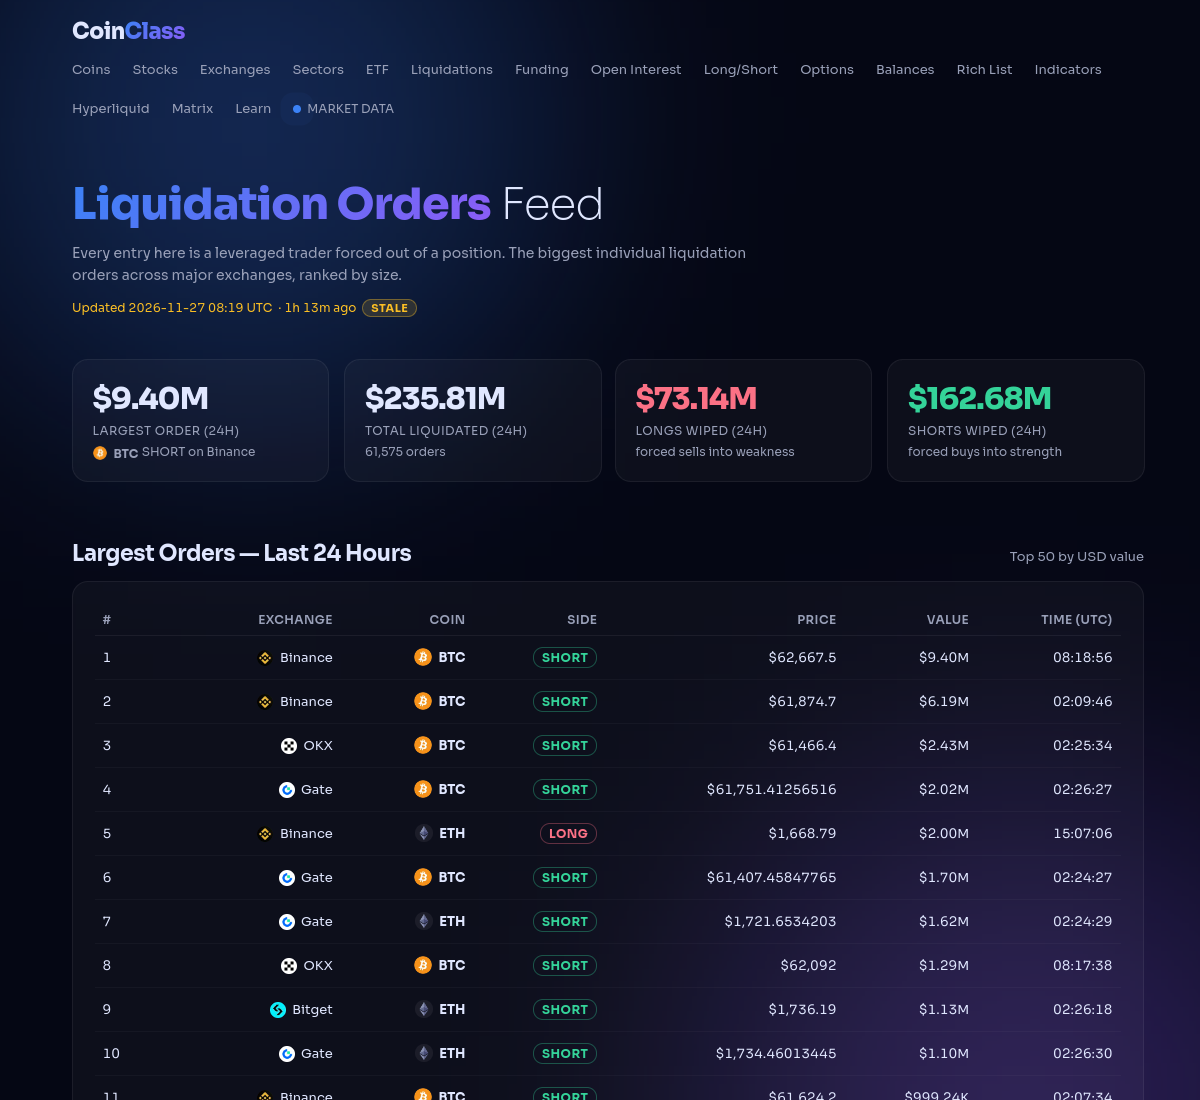 CoinClass
Coins Stocks Exchanges Sectors ETF Liquidations Funding Open Interest Long/Short Options Balances Rich List Indicators
Hyperliquid Matrix Learn MARKET DATA
Liquidation Orders Feed
Every entry here is a leveraged trader forced out of a position. The biggest individual liquidation
orders across major exchanges, ranked by size.
Updated 2026-11-27 08:19 UTC · 1h 13m ago STALE
$9.40M
LARGEST ORDER (24H)
BTC SHORT on Binance
$235.81M
TOTAL LIQUIDATED (24H)
61,575 orders
$73.14M
LONGS WIPED (24H)
forced sells into weakness
$162.68M
SHORTS WIPED (24H)
forced buys into strength
Largest Orders — Last 24 Hours
Top 50 by USD value
# EXCHANGE COIN SIDE PRICE VALUE TIME (UTC)
1 Binance BTC SHORT $62,667.5 $9.40M 08:18:56
2 Binance BTC SHORT $61,874.7 $6.19M 02:09:46
3 OKX BTC SHORT $61,466.4 $2.43M 02:25:34
4 Gate BTC SHORT $61,751.41256516 $2.02M 02:26:27
5 Binance ETH LONG $1,668.79 $2.00M 15:07:06
6 Gate BTC SHORT $61,407.45847765 $1.70M 02:24:27
7 Gate ETH SHORT $1,721.6534203 $1.62M 02:24:29
8 OKX BTC SHORT $62,092 $1.29M 08:17:38
9 Bitget ETH SHORT $1,736.19 $1.13M 02:26:18
10 Gate ETH SHORT $1,734.46013445 $1.10M 02:26:30
11 Binance BTC SHORT $61,624.2 $999.24K 02:07:34